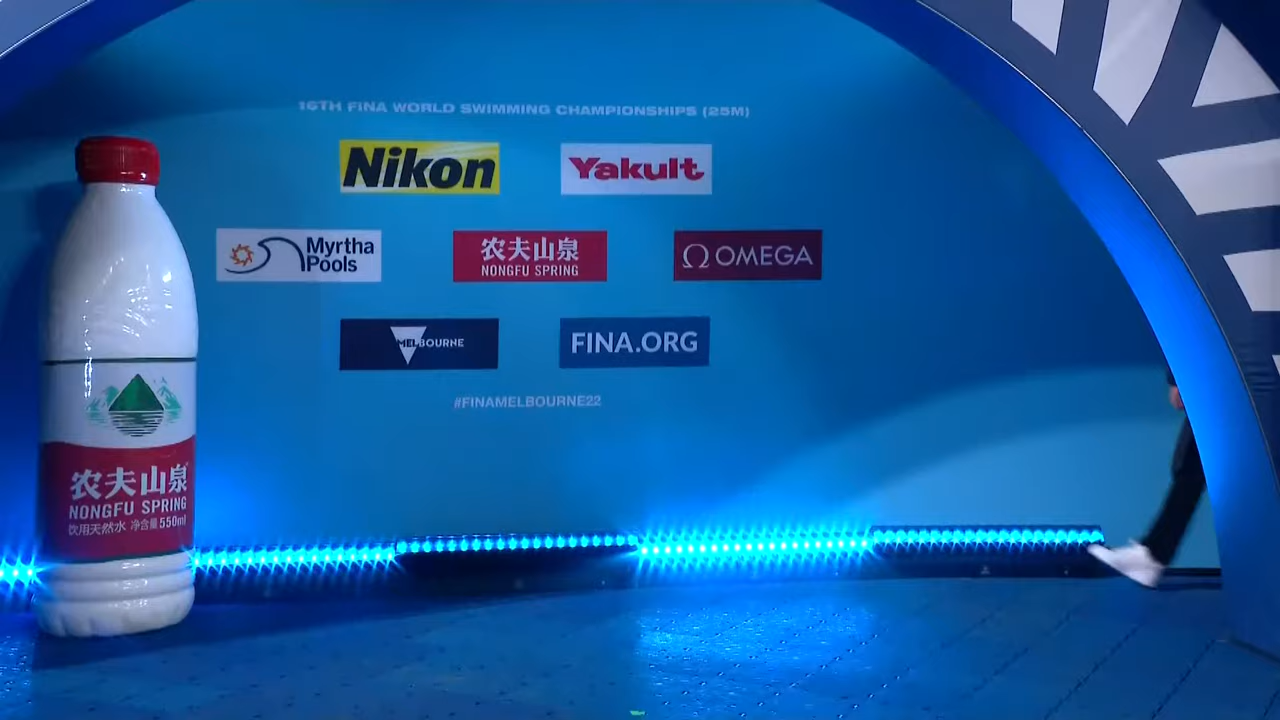 16TH FINA WORLD SWIMMING CHAMPIONSHIPS (25M)
Nikon
Yakult
Myrtha
Pools
农夫山泉
NONGFU SPRING
OMEGA
MELBOURNE
FINA.ORG
#FINAMELBOURNE22
农夫山泉
NONGFU SPRING
饮用天然水 净含量550ml